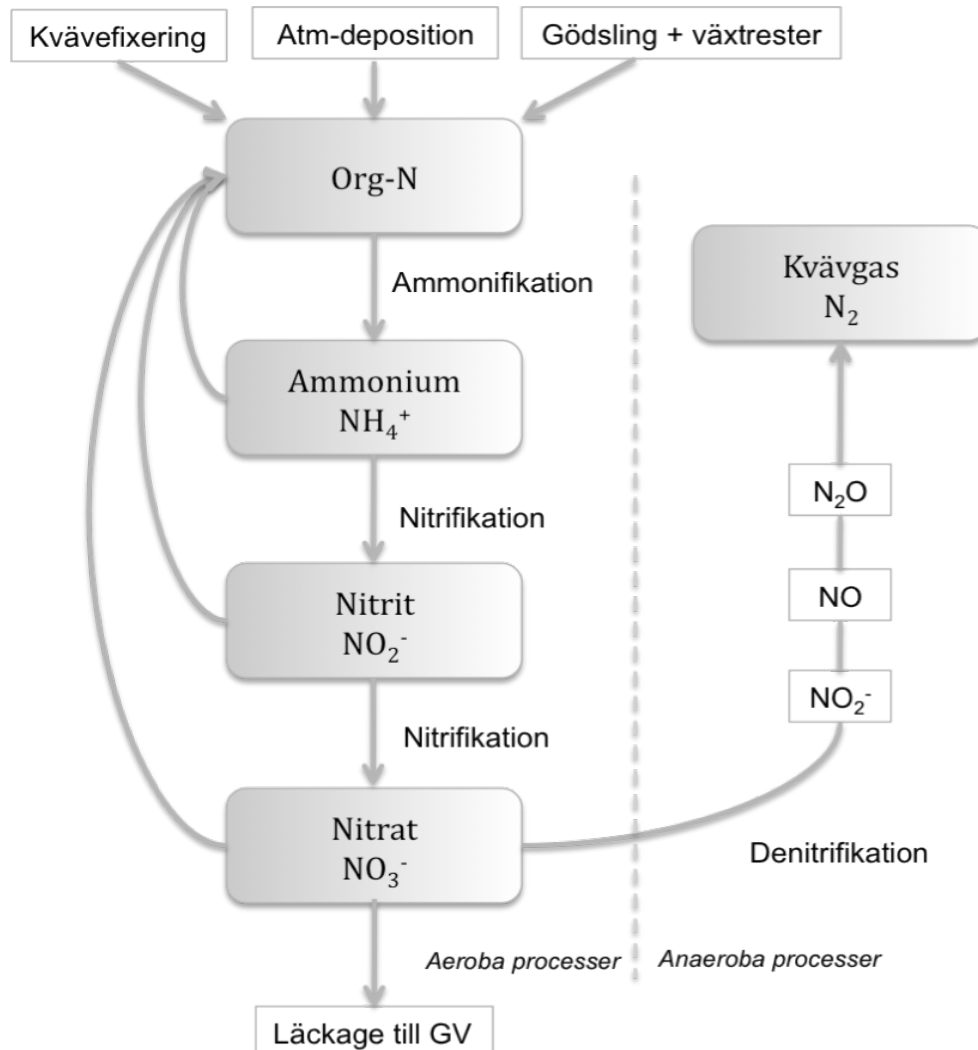 Kvävefixering
Atm-deposition
Gödsling + växtrester
Org-N
Ammonifikation
Kvävgas
N₂
Ammonium
NH₄⁺
N₂O
Nitrifikation
NO
Nitrit
NO₂⁻
NO₂⁻
Nitrifikation
Nitrat
NO₃⁻
Denitrifikation
Aeroba processer
Anaeroba processer
Läckage till GV